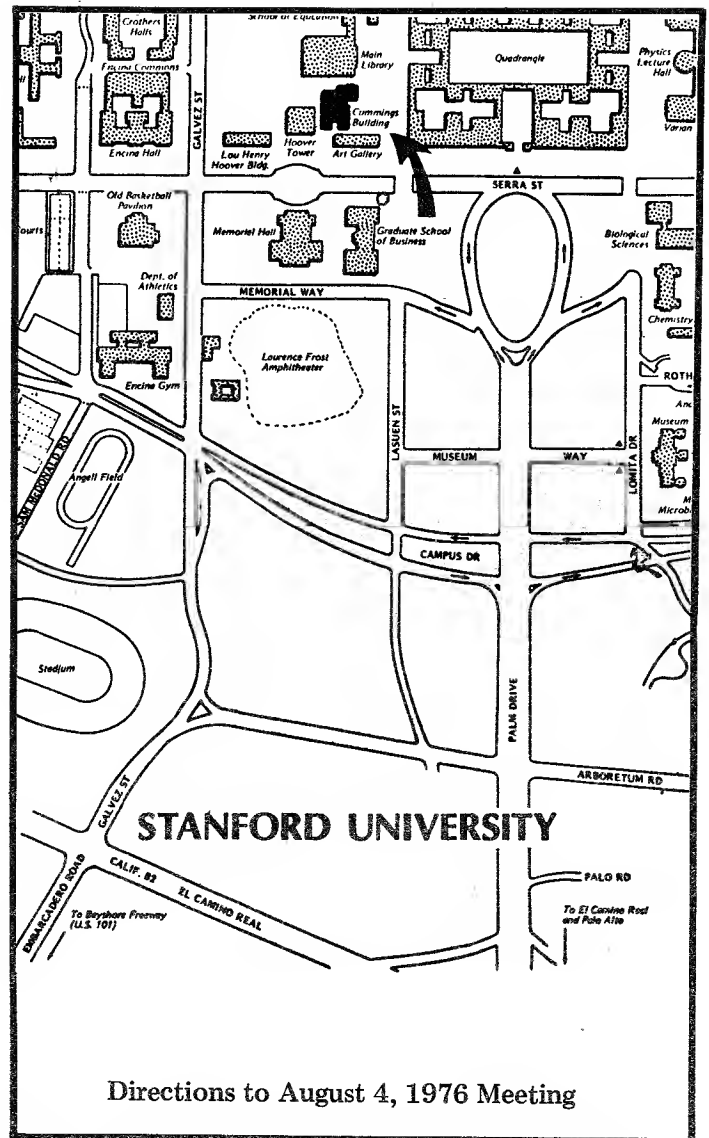 School of Education
Crothers
Halls
Encina Commons
Main
Library
Quadrangle
Physics
Lecture
Hall
GALVEZ ST
Cummings
Building
Varian
Encina Hall
Lou Henry
Hoover Bldg.
Hoover
Tower
Art Gallery
SERRA ST
Old Basketball
Pavilion
Courts
Memorial Hall
Graduate School
of Business
Biological
Sciences
Dept. of
Athletics
MEMORIAL WAY
Chemistry
Laurence Frost
Amphitheater
Encina Gym
ROTH
LASUEN ST
Museum
SAM McDONALD RD
Angell Field
MUSEUM WAY
LOMITA DR
Microb
CAMPUS DR
Stadium
PALM DRIVE
ARBORETUM RD
GALVEZ ST
STANFORD UNIVERSITY
EMBARCADERO ROAD
CALIF. 82 EL CAMINO REAL
PALO RD
To Bayshore Freeway
(U.S. 101)
To El Camino Real
and Palo Alto
Directions to August 4, 1976 Meeting